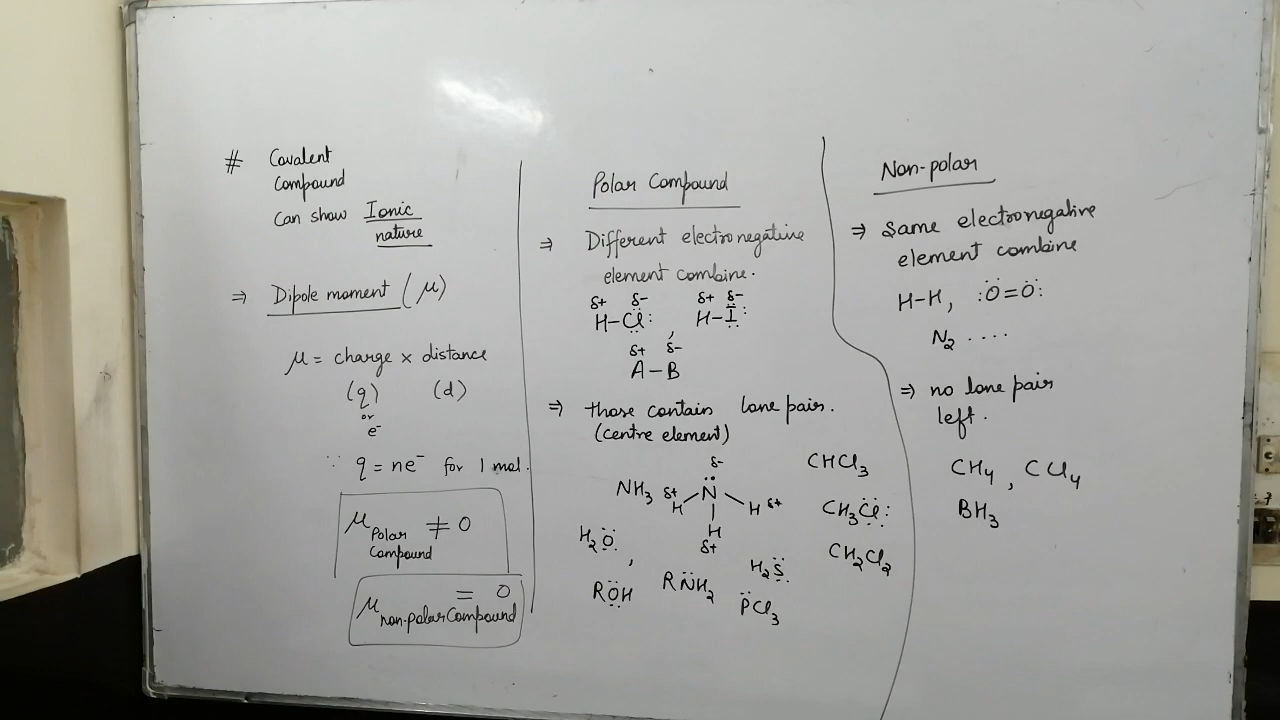 # Covalent
Compound
Can show Ionic
nature
⇒ Dipole moment (μ)
μ = charge × distance
(q) (d)
or
e⁻
∵ q = ne⁻ for 1 mol.
μ Polar Compound ≠ 0
μ non-polar Compound = 0
Polar Compound
⇒ Different electronegative
element combine.
δ+ δ- δ+ δ-
H-Cl: , H-I:
δ+ δ-
A-B
⇒ those contain lone pair.
(centre element)
δ-
NH₃ δ+ H N H δ+
H
δ+
H₂O ,
ROH RNH₂ H₂S
PCl₃
CHCl₃
CH₃Cl:
CH₂Cl₂
Non-polar
⇒ Same electronegative
element combine
H-H, :O=O:
N₂ ....
⇒ no lone pair
left.
CH₄, CCl₄
BH₃